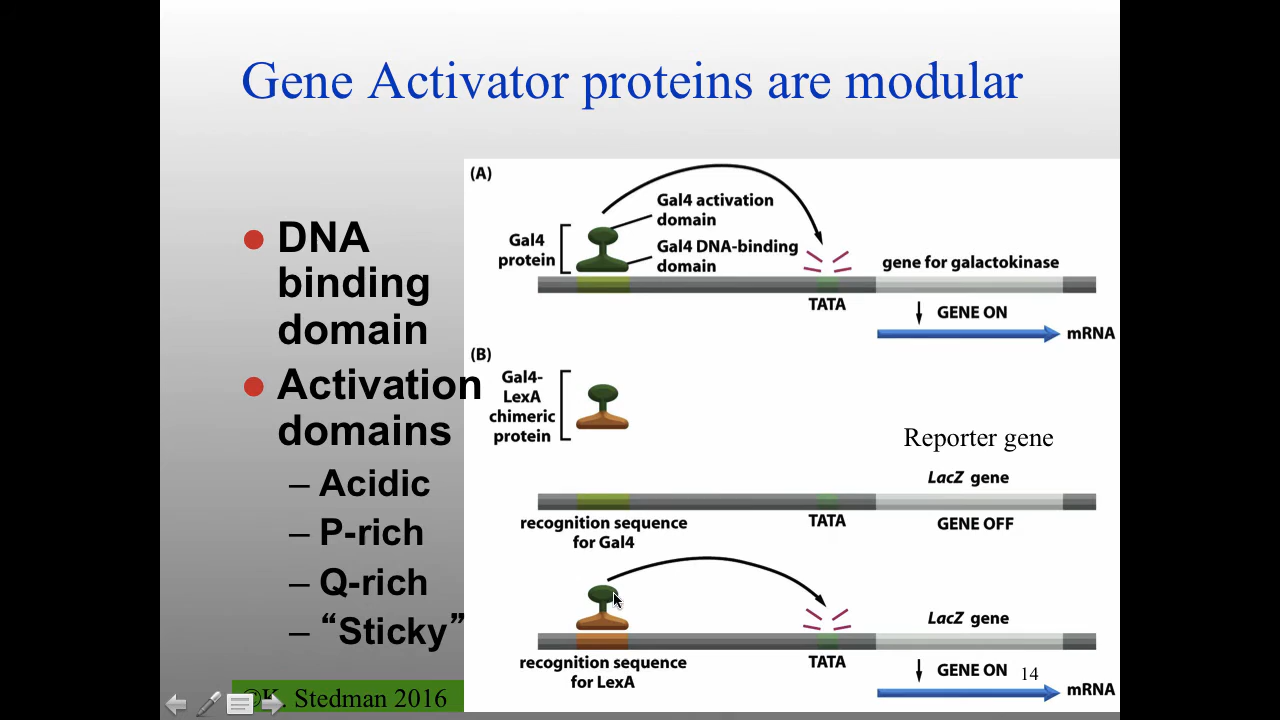 Gene Activator proteins are modular
DNA
binding
domain
Activation
domains
– Acidic
– P-rich
– Q-rich
– “Sticky”
(A)
Gal4
protein
Gal4 activation
domain
Gal4 DNA-binding
domain
TATA
gene for galactokinase
GENE ON
mRNA
(B)
Gal4-
LexA
chimeric
protein
Reporter gene
LacZ gene
recognition sequence
for Gal4
TATA
GENE OFF
LacZ gene
recognition sequence
for LexA
TATA
GENE ON
mRNA
14
©K. Stedman 2016